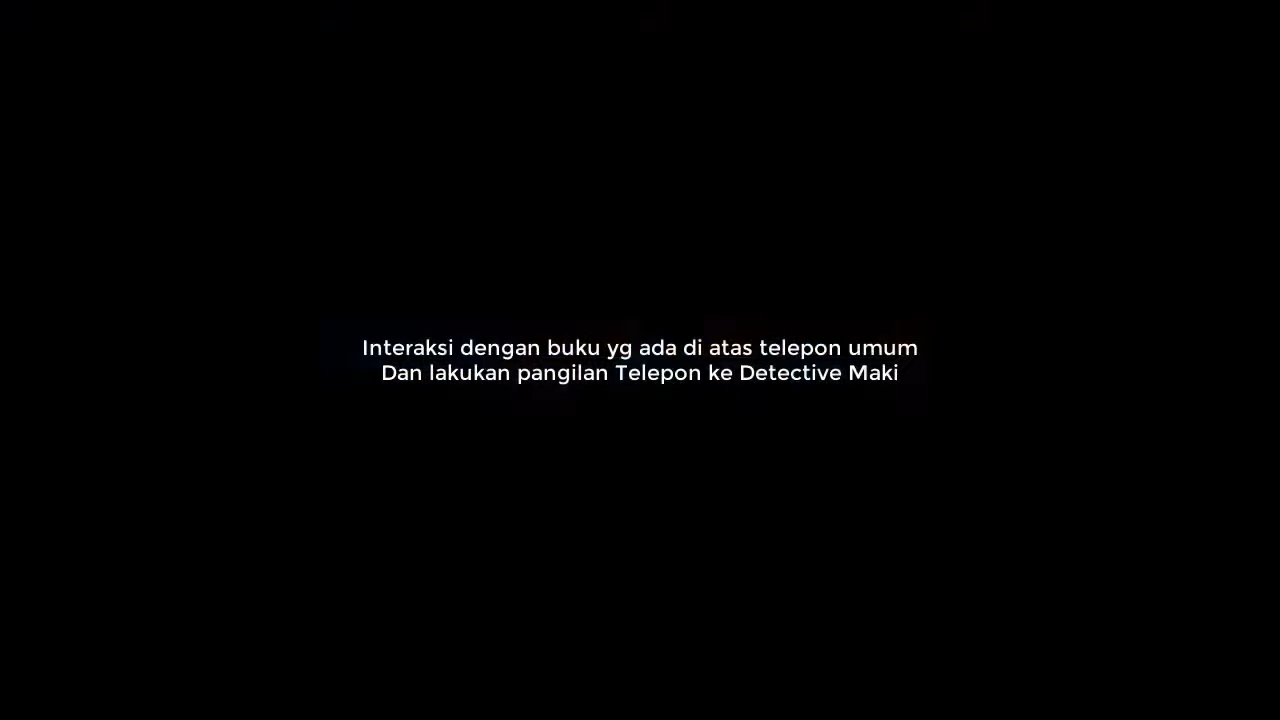 Interaksi dengan buku yg ada di atas telepon umum
Dan lakukan pangilan Telepon ke Detective Maki